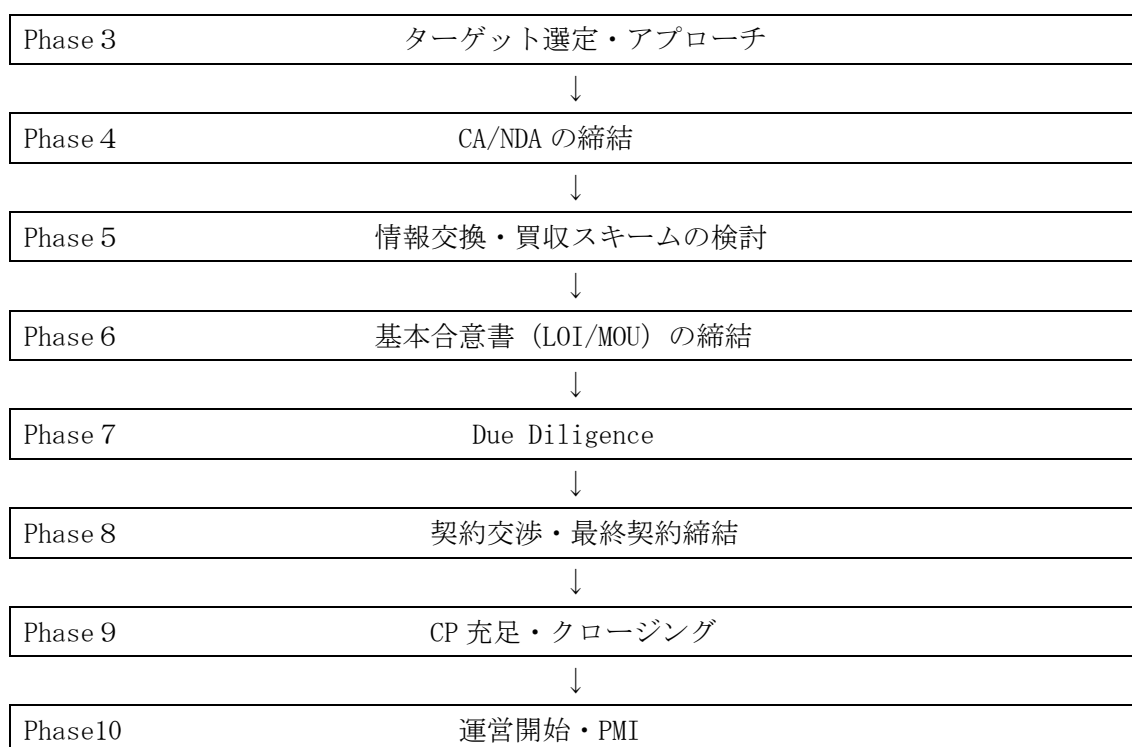 Phase３ ターゲット選定・アプローチ
↓
Phase４ CA/NDA の締結
↓
Phase５ 情報交換・買収スキームの検討
↓
Phase６ 基本合意書（LOI/MOU）の締結
↓
Phase７ Due Diligence
↓
Phase８ 契約交渉・最終契約締結
↓
Phase９ CP 充足・クロージング
↓
Phase10 運営開始・PMI